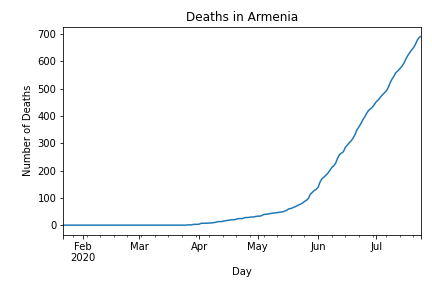 Deaths in Armenia
Number of Deaths
700
600
500
400
300
200
100
0
Feb
2020
Mar
Apr
May
Jun
Jul
Day